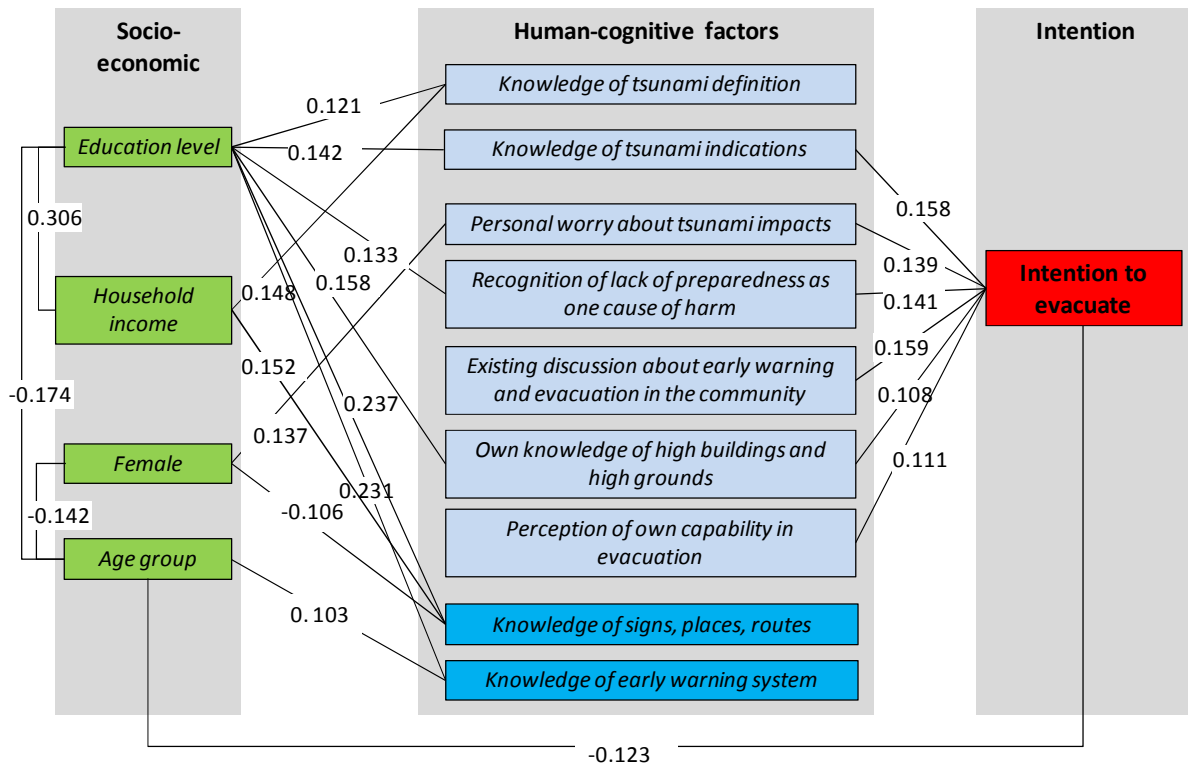 Socio-
economic
Human-cognitive factors
Intention
Knowledge of tsunami definition
0.121
Education level
0.142
Knowledge of tsunami indications
0.306
0.158
Personal worry about tsunami impacts
0.133
0.139
0.158
Household
income
0.148
Recognition of lack of preparedness as
one cause of harm
0.141
Intention to
evacuate
0.159
0.152
Existing discussion about early warning
and evacuation in the community
-0.174
0.237
0.108
0.137
Female
Own knowledge of high buildings and
high grounds
0.111
0.231
-0.142
-0.106
Age group
Perception of own capability in
evacuation
0.103
Knowledge of signs, places, routes
Knowledge of early warning system
-0.123